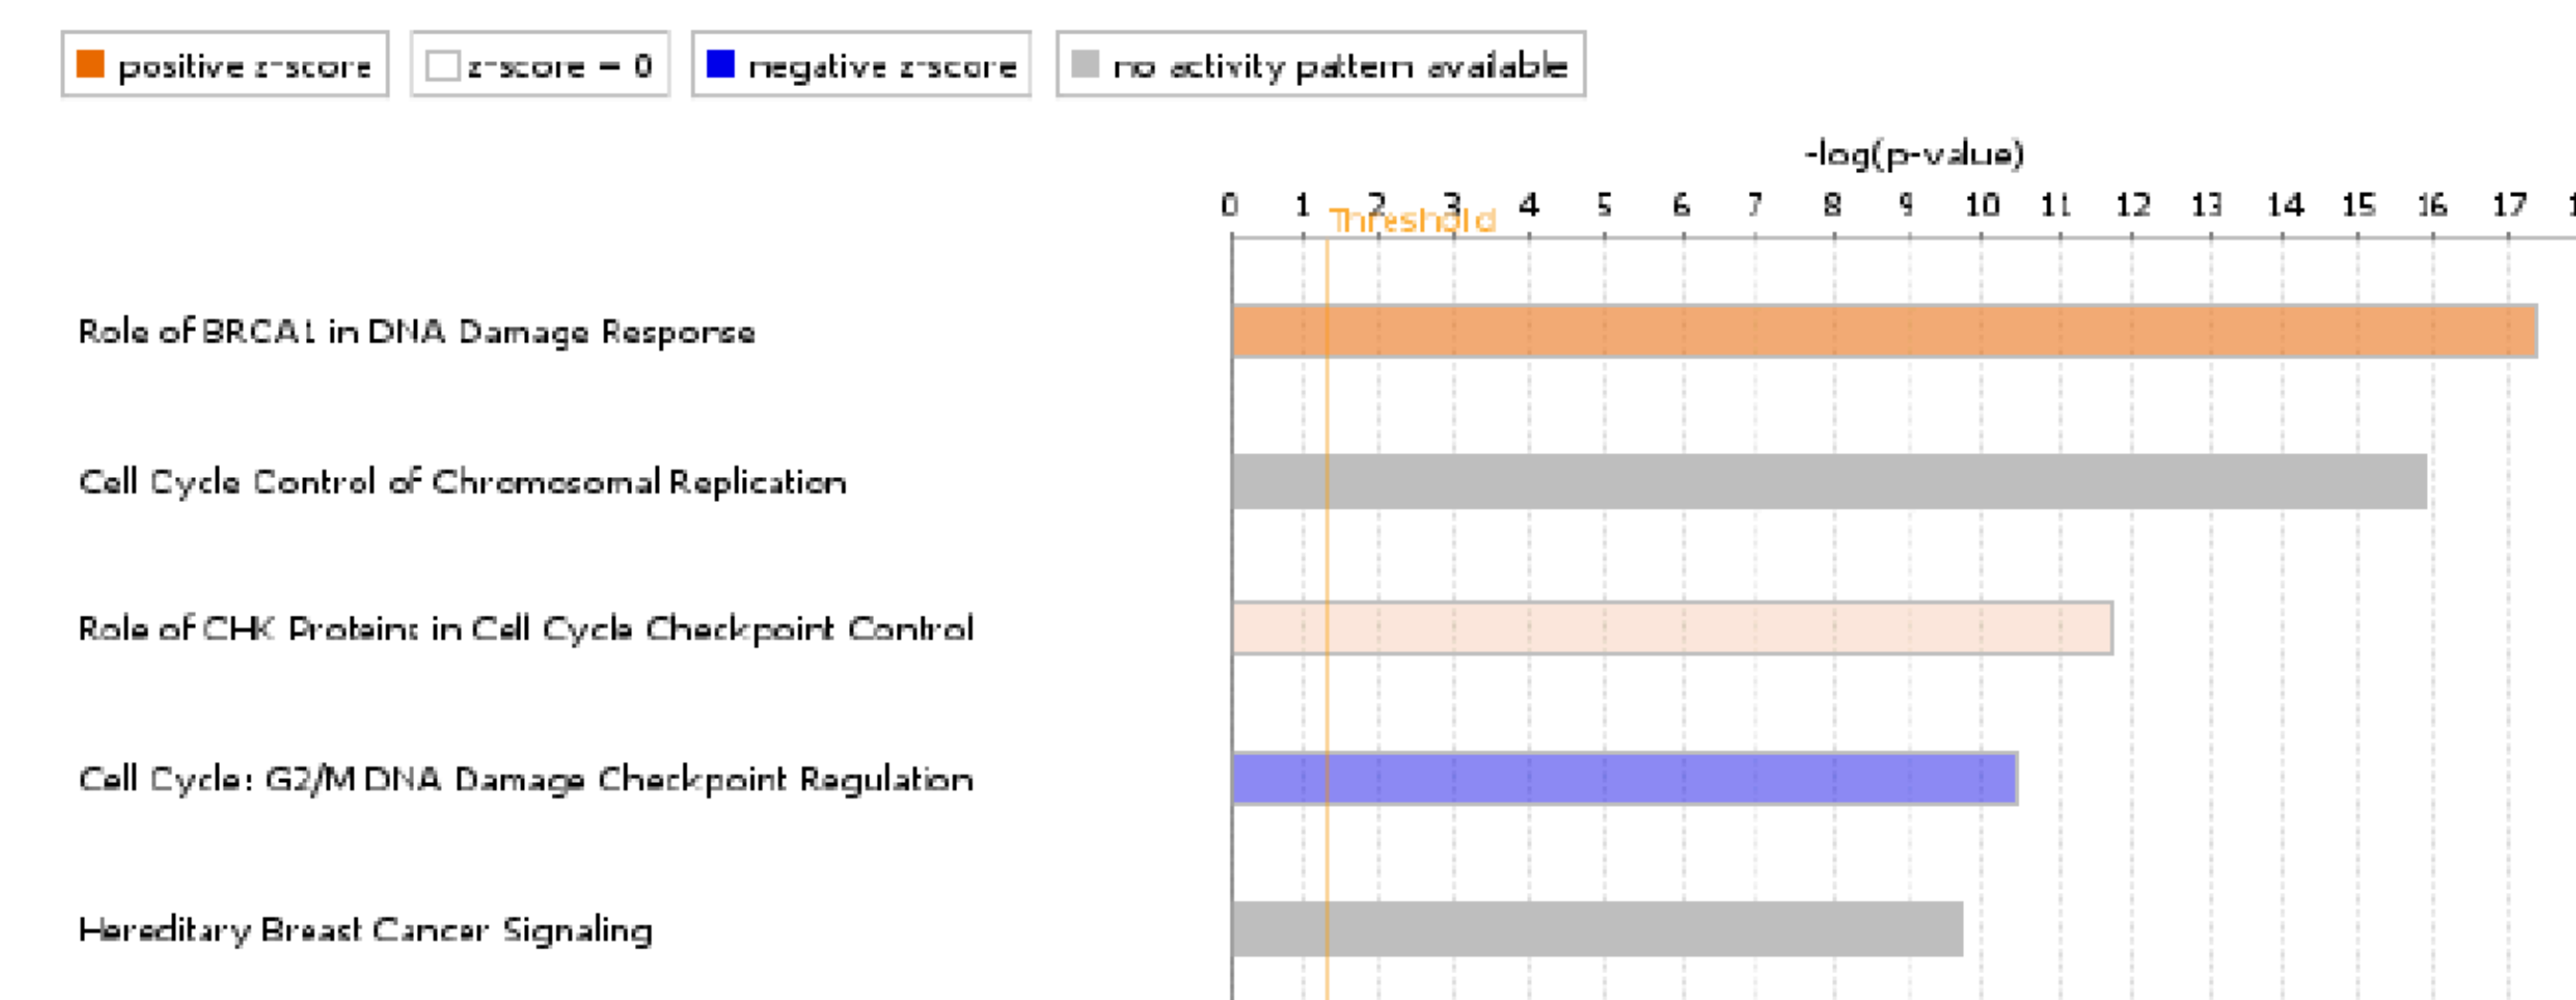 positive z-score z-score = 0 negative z-score no activity pattern available
-log(p-value)
0 1 2 3 4 5 6 7 8 9 10 11 12 13 14 15 16 17
Threshold
Role of BRCA1 in DNA Damage Response
Cell Cycle Control of Chromosomal Replication
Role of CHK Proteins in Cell Cycle Checkpoint Control
Cell Cycle: G2/M DNA Damage Checkpoint Regulation
Hereditary Breast Cancer Signaling